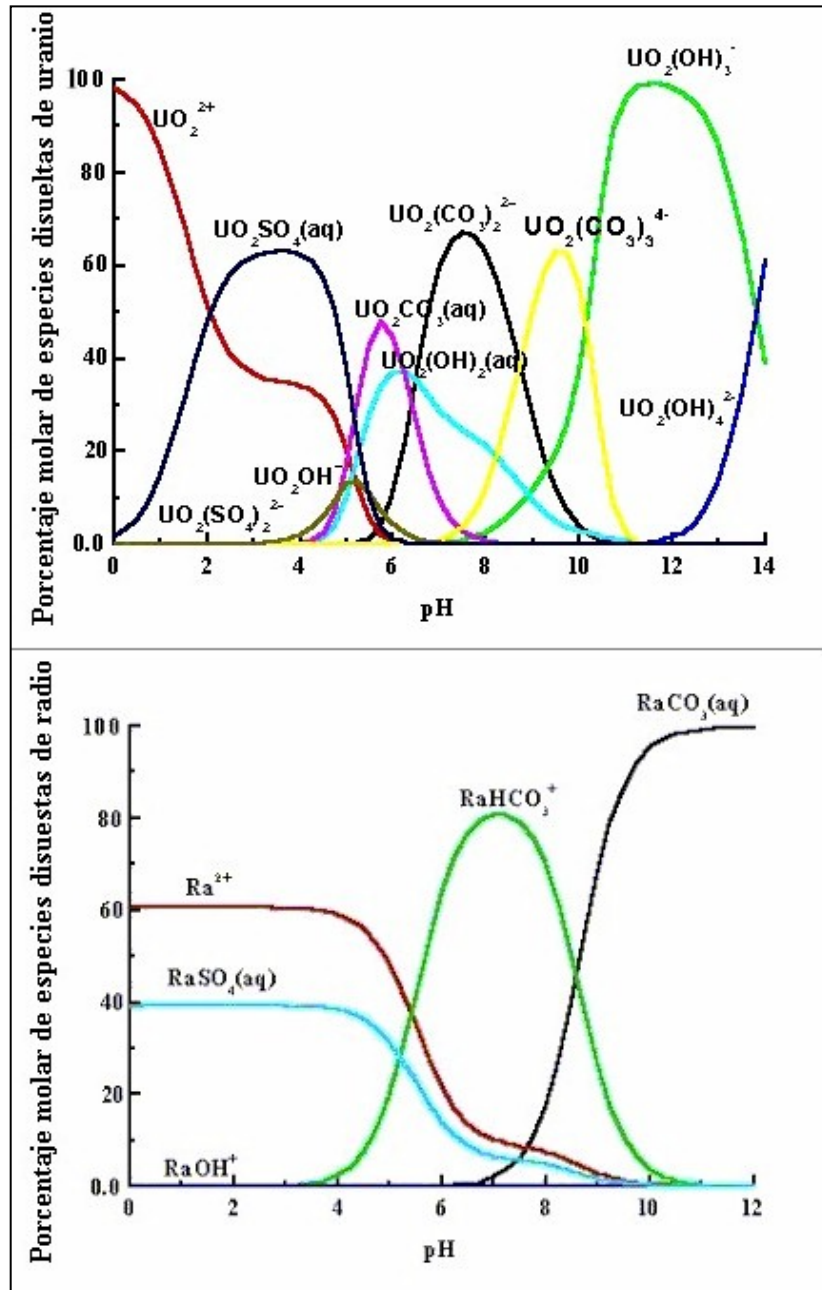 Porcentaje molar de especies disueltas de uranio
UO₂(OH)₃⁻
100
UO₂²⁺
80
UO₂SO₄(aq)
UO₂(CO₃)₂²⁻
UO₂(CO₃)₃⁴⁻
60
UO₂CO₃(aq)
40
UO₂(OH)₂(aq)
UO₂(OH)₄²⁻
20
UO₂OH⁻
UO₂(SO₄)₂²⁻
0.0
0 2 4 6 8 10 12 14
pH
Porcentaje molar de especies disuestas de radio
RaCO₃(aq)
100
RaHCO₃⁺
80
Ra²⁺
60
RaSO₄(aq)
40
20
RaOH⁺
0.0
0 2 4 6 8 10 12
pH